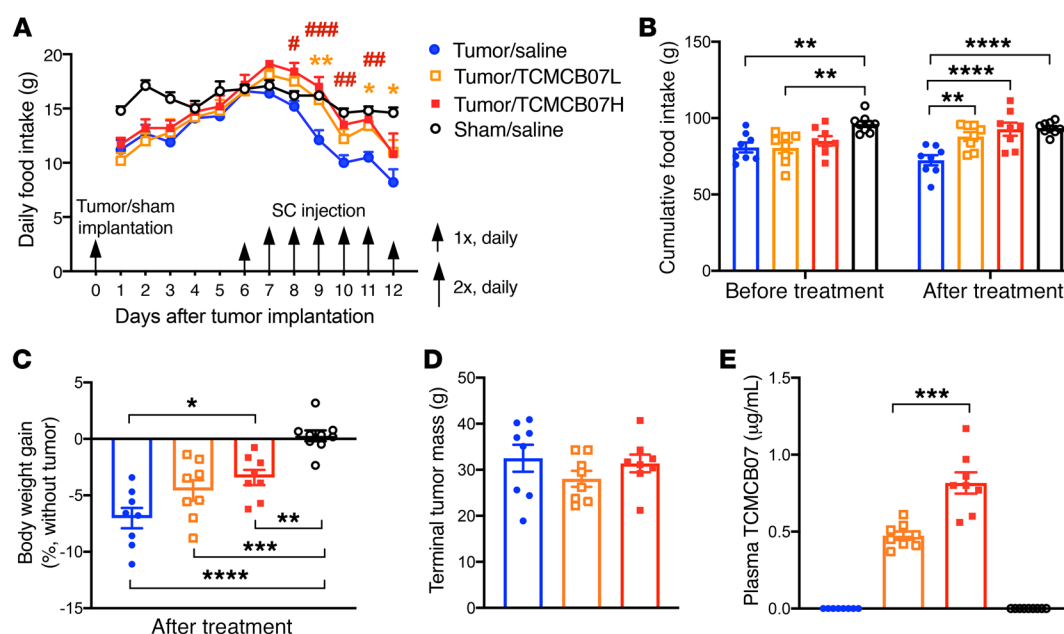 A
Daily food intake (g)
20
15
10
5
0
# ### ## ##
** * *
Tumor/sham
implantation
SC injection
0 1 2 3 4 5 6 7 8 9 10 11 12
Days after tumor implantation
Tumor/saline
Tumor/TCMCB07L
Tumor/TCMCB07H
Sham/saline
1x, daily
2x, daily
B
Cumulative food intake (g)
150
100
50
0
**
**
****
****
**
Before treatment
After treatment
C
Body weight gain
(%, without tumor)
5
0
-5
-10
-15
*
**
***
****
After treatment
D
Terminal tumor mass (g)
50
40
30
20
10
0
E
Plasma TCMCB07 (µg/mL)
1.5
1.0
0.5
0.0
***